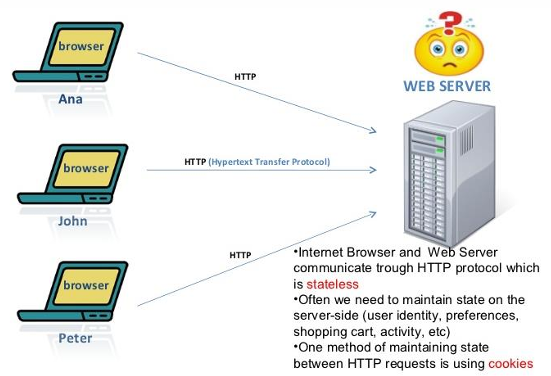 browser
Ana
HTTP
WEB SERVER
browser
John
HTTP (Hypertext Transfer Protocol)
browser
Peter
HTTP
•Internet Browser and Web Server
communicate trough HTTP protocol which
is stateless
•Often we need to maintain state on the
server-side (user identity, preferences,
shopping cart, activity, etc)
•One method of maintaining state
between HTTP requests is using cookies